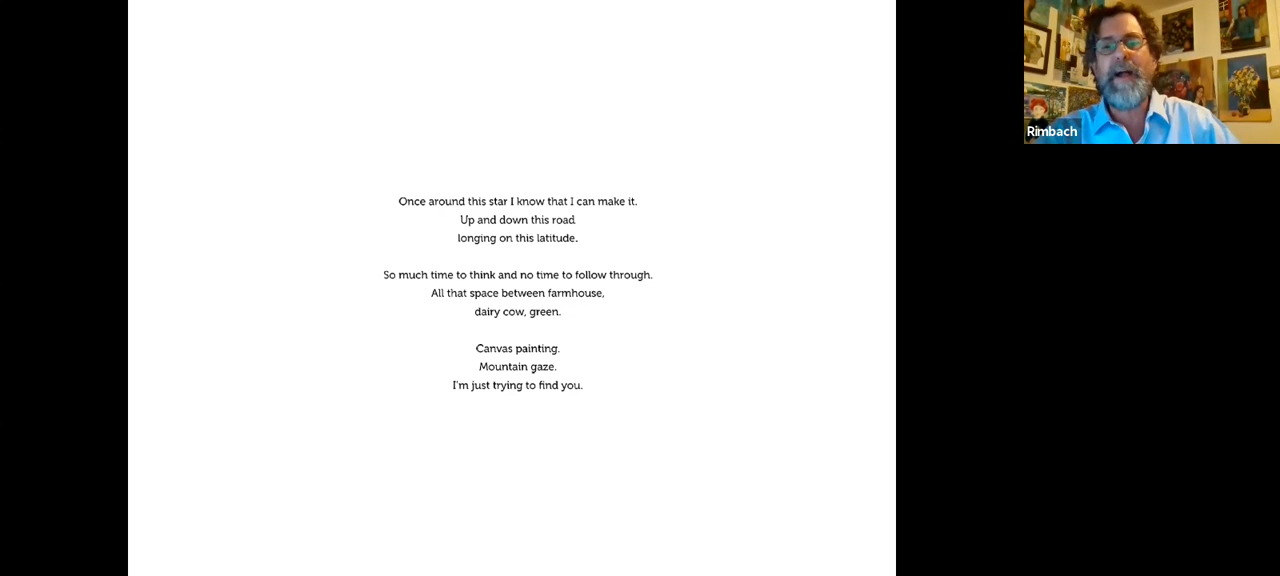 Once around this star I know that I can make it.
Up and down this road
longing on this latitude.
So much time to think and no time to follow through.
All that space between farmhouse,
dairy cow, green.
Canvas painting.
Mountain gaze.
I'm just trying to find you.
Rimbach